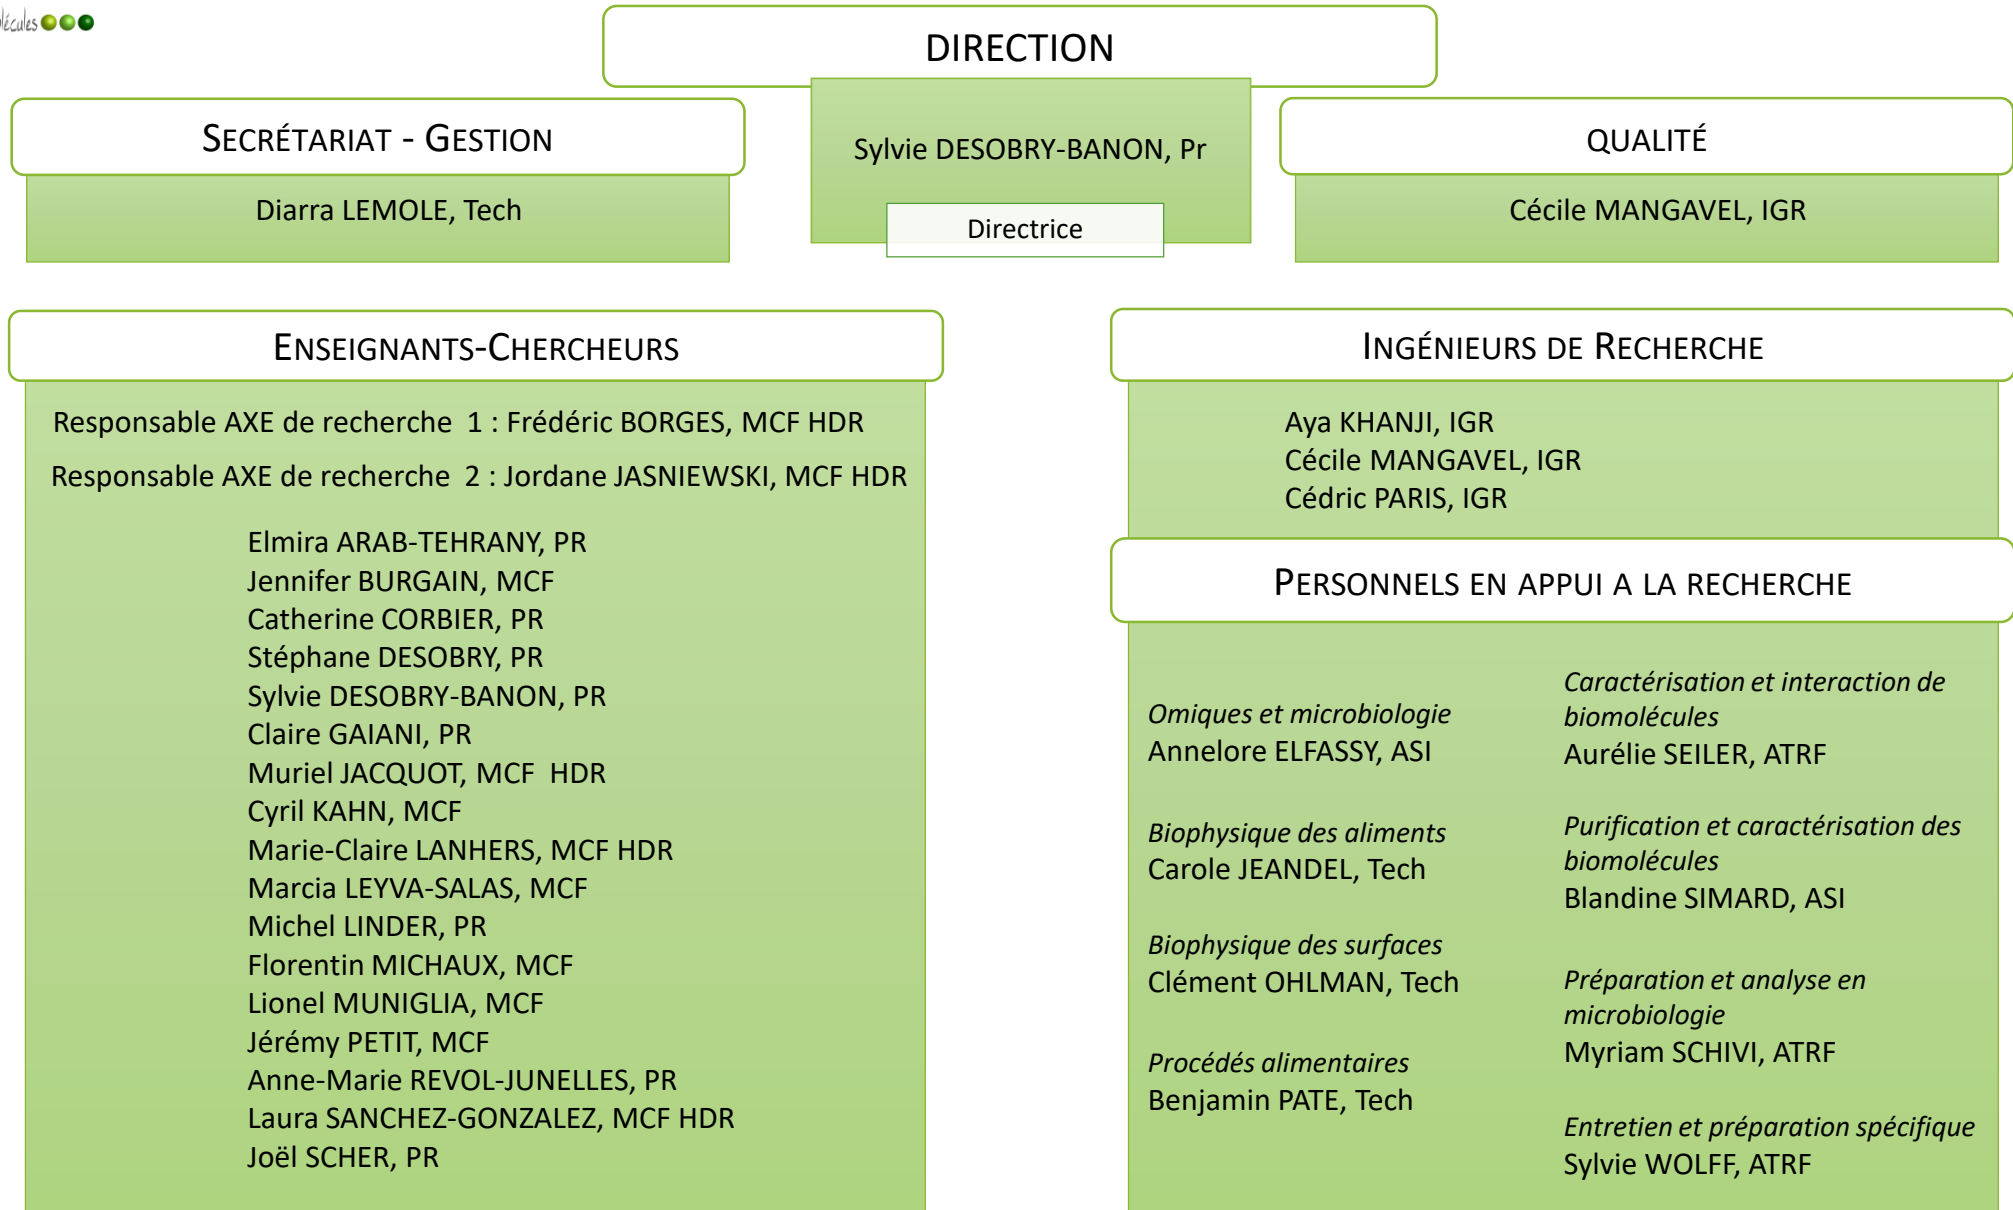 DIRECTION
Sylvie DESOBRY-BANON, Pr
Directrice
SECRÉTARIAT - GESTION
Diarra LEMOLE, Tech
QUALITÉ
Cécile MANGAVEL, IGR
ENSEIGNANTS-CHERCHEURS
Responsable AXE de recherche 1 : Frédéric BORGES, MCF HDR
Responsable AXE de recherche 2 : Jordane JASNIEWSKI, MCF HDR
Elmira ARAB-TEHRANY, PR
Jennifer BURGAIN, MCF
Catherine CORBIER, PR
Stéphane DESOBRY, PR
Sylvie DESOBRY-BANON, PR
Claire GAIANI, PR
Muriel JACQUOT, MCF HDR
Cyril KAHN, MCF
Marie-Claire LANHERS, MCF HDR
Marcia LEYVA-SALAS, MCF
Michel LINDER, PR
Florentin MICHAUX, MCF
Lionel MUNIGLIA, MCF
Jérémy PETIT, MCF
Anne-Marie REVOL-JUNELLES, PR
Laura SANCHEZ-GONZALEZ, MCF HDR
Joël SCHER, PR
INGÉNIEURS DE RECHERCHE
Aya KHANJI, IGR
Cécile MANGAVEL, IGR
Cédric PARIS, IGR
PERSONNELS EN APPUI A LA RECHERCHE
Omiques et microbiologie
Annelore ELFASSY, ASI
Biophysique des aliments
Carole JEANDEL, Tech
Biophysique des surfaces
Clément OHLMAN, Tech
Procédés alimentaires
Benjamin PATE, Tech
Caractérisation et interaction de
biomolécules
Aurélie SEILER, ATRF
Purification et caractérisation des
biomolécules
Blandine SIMARD, ASI
Préparation et analyse en
microbiologie
Myriam SCHIVI, ATRF
Entretien et préparation spécifique
Sylvie WOLFF, ATRF